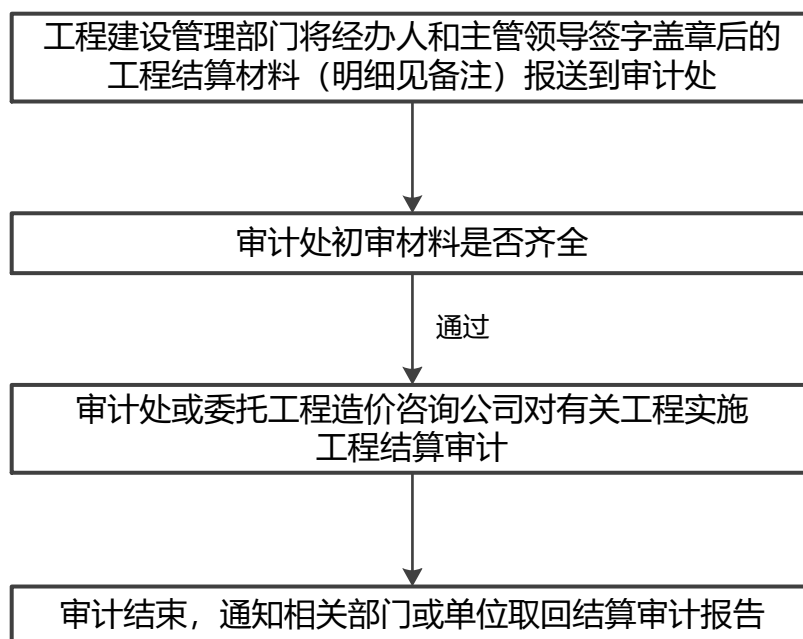 工程建设管理部门将经办人和主管领导签字盖章后的
工程结算材料（明细见备注）报送到审计处
审计处初审材料是否齐全
通过
审计处或委托工程造价咨询公司对有关工程实施
工程结算审计
审计结束，通知相关部门或单位取回结算审计报告